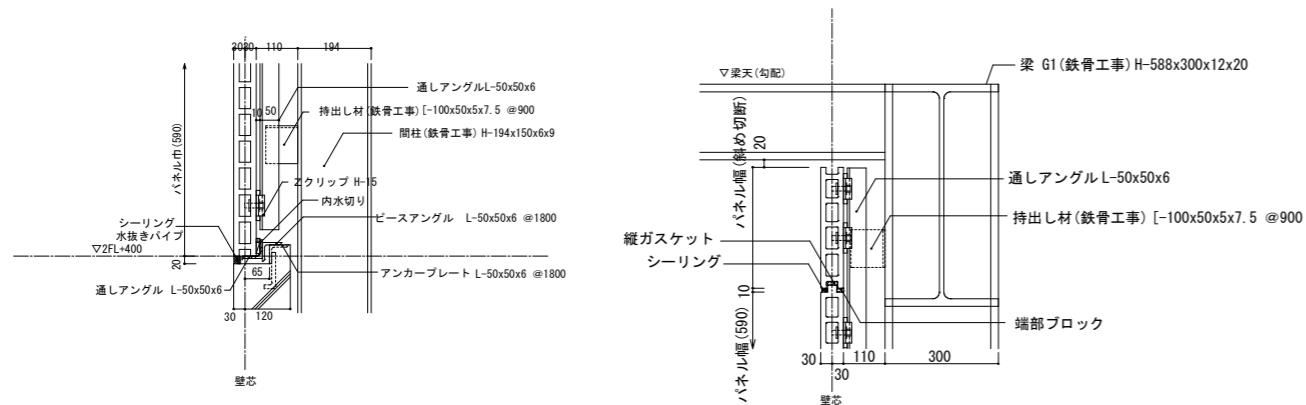 3030 110 194
通しアングルL-50x50x6
10 50
持出し材(鉄骨工事)[-100x50x5x7.5 @900
間柱(鉄骨工事)H-194x150x6x9
パネル巾(590)
Zクリップ H-15
内水切り
シーリング
ピースアングル L-50x50x6 @1800
水抜きパイプ
▽2FL+400
20
65
アンカープレート L-50x50x6 @1800
通しアングル L-50x50x6
30 120
壁芯
梁 G1(鉄骨工事)H-588x300x12x20
▽梁天(勾配)
20
パネル幅(斜め切断)
通しアングルL-50x50x6
持出し材(鉄骨工事)[-100x50x5x7.5 @900
縦ガスケット
シーリング
10
端部ブロック
パネル幅(590)
30 110 300
30
壁芯